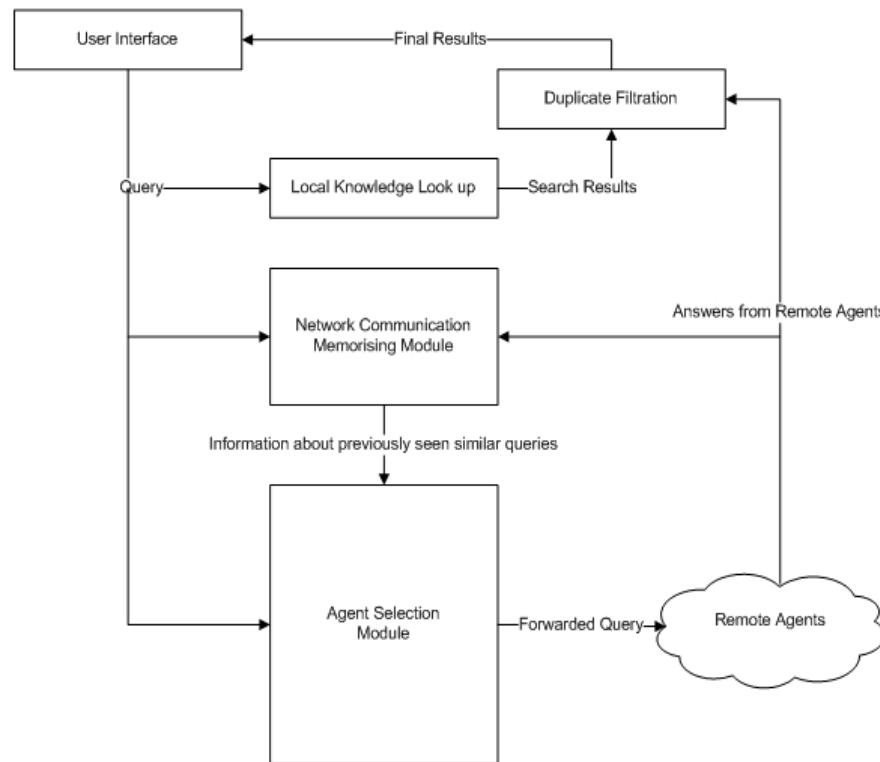 User Interface
Final Results
Duplicate Filtration
Query
Local Knowledge Look up
Search Results
Network Communication
Memorising Module
Answers from Remote Agents
Information about previously seen similar queries
Agent Selection
Module
Forwarded Query
Remote Agents